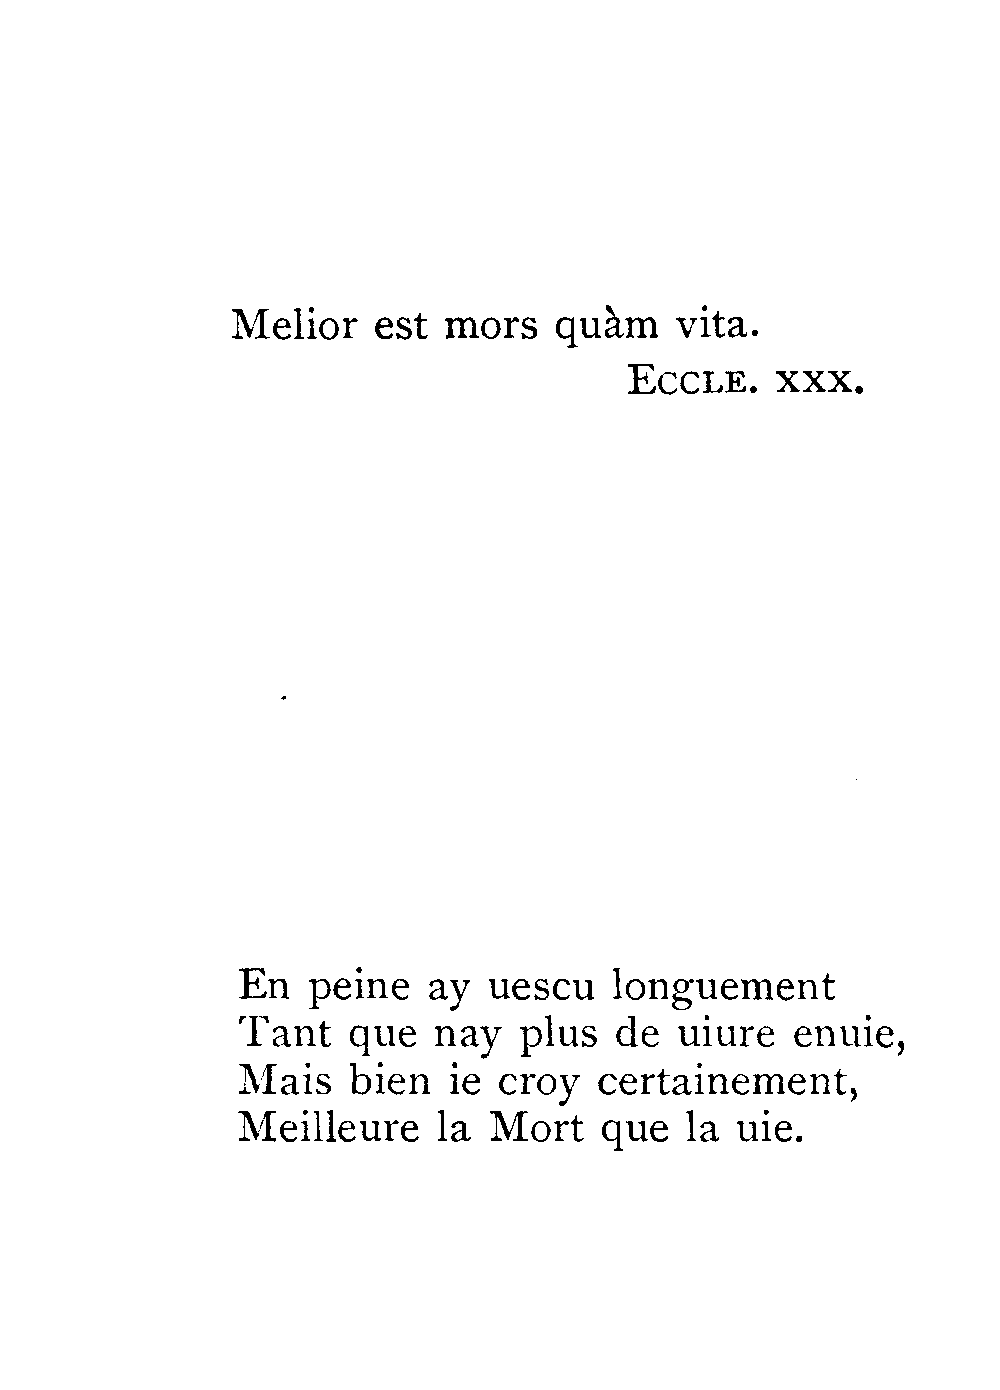 Melior est mors quàm vita.
ECCLE. XXX.
En peine ay uescu longuement
Tant que nay plus de uiure enuie,
Mais bien ie croy certainement,
Meilleure la Mort que la uie.